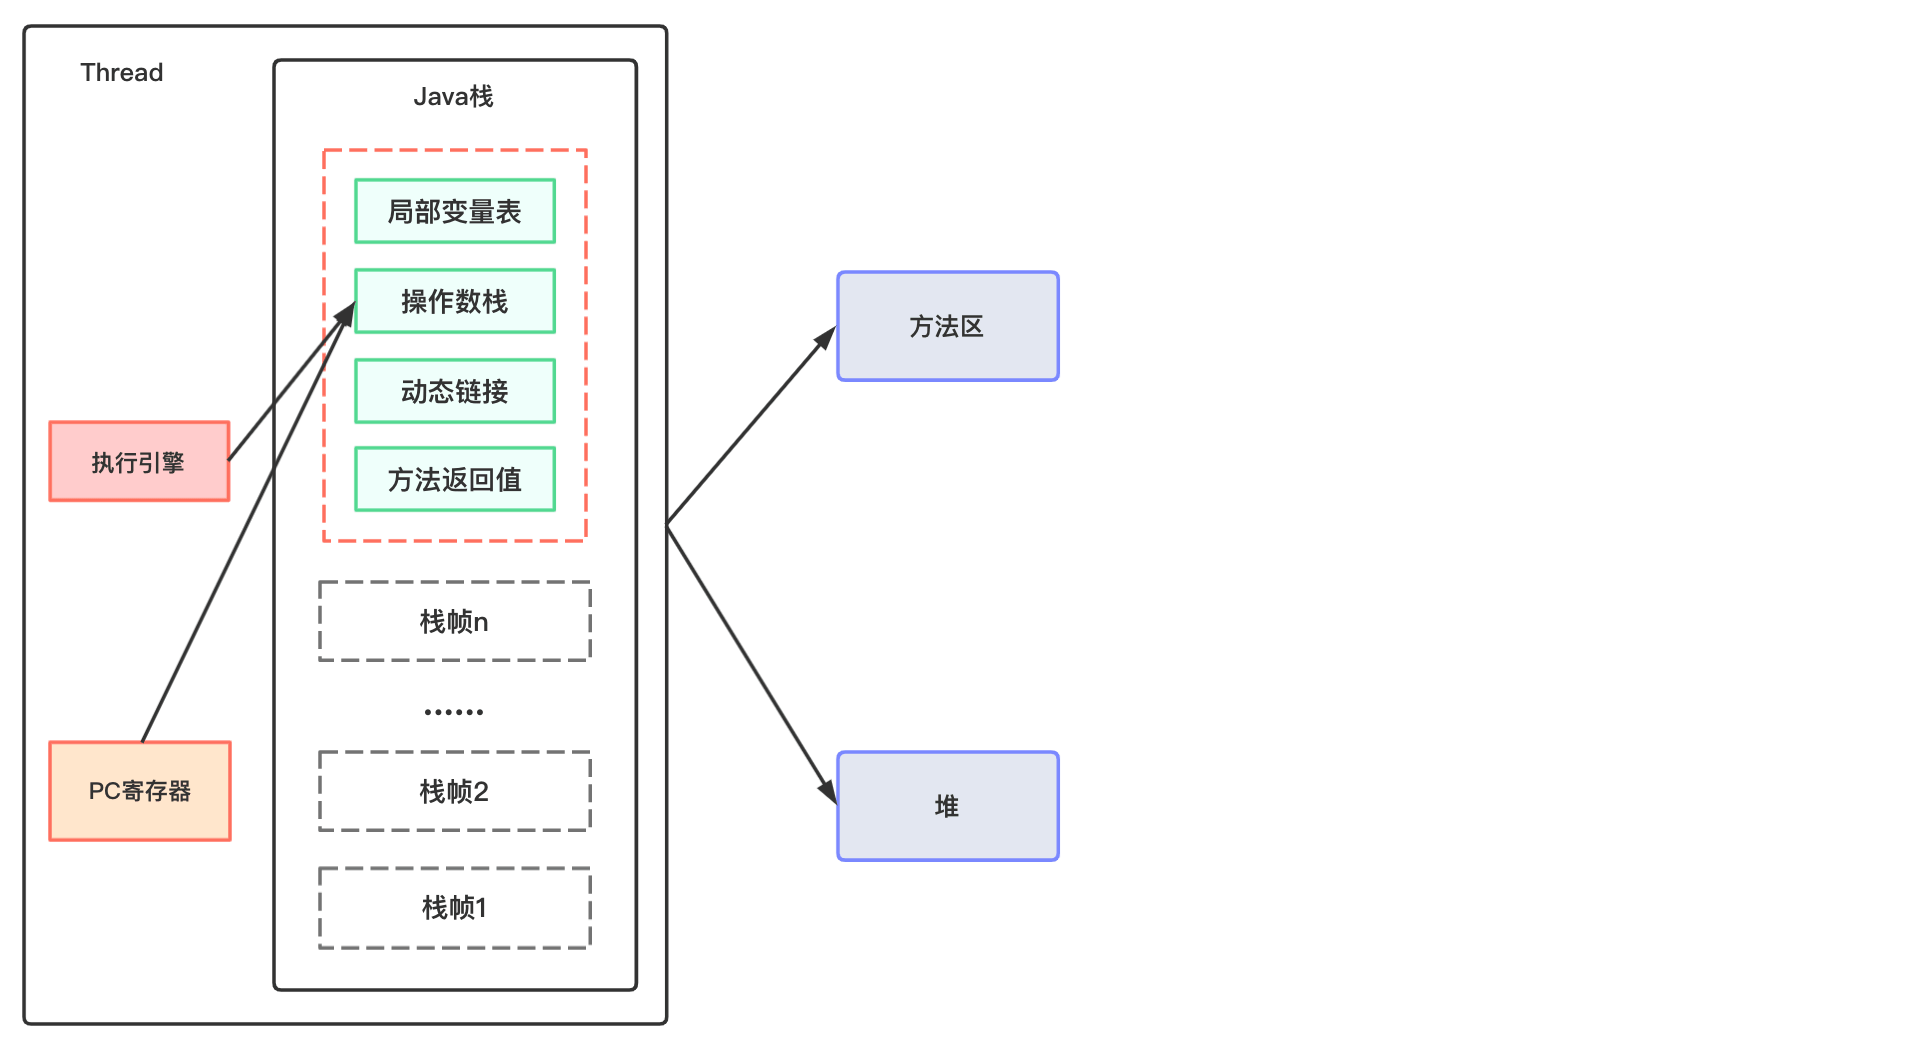 Thread
Java栈
局部变量表
操作数栈
动态链接
方法返回值
执行引擎
PC寄存器
栈帧n
······
栈帧2
栈帧1
方法区
堆